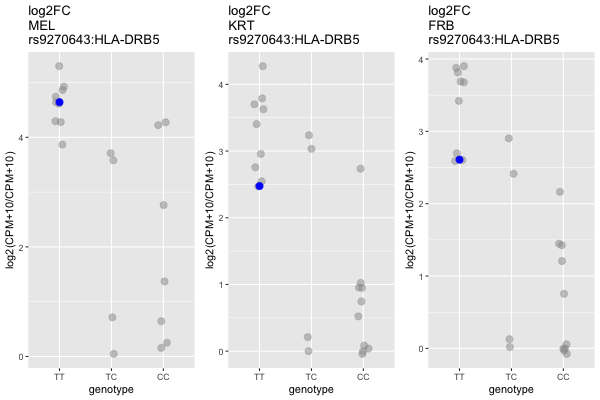 log2FC
MEL
rs9270643:HLA-DRB5
log2(CPM+10/CPM+10)
4
2
0
TT TC CC
genotype
log2FC
KRT
rs9270643:HLA-DRB5
log2(CPM+10/CPM+10)
4
3
2
1
0
TT TC CC
genotype
log2FC
FRB
rs9270643:HLA-DRB5
log2(CPM+10/CPM+10)
4
3
2
1
0
TT TC CC
genotype